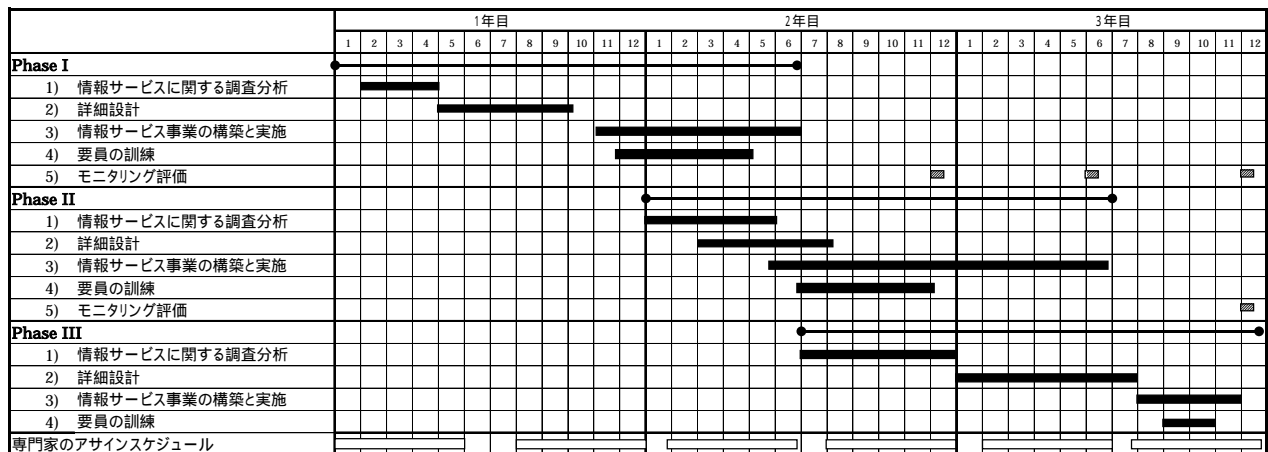 1年目 2年目 3年目
1 2 3 4 5 6 7 8 9 10 11 12 1 2 3 4 5 6 7 8 9 10 11 12 1 2 3 4 5 6 7 8 9 10 11 12
Phase I
1) 情報サービスに関する調査分析
2) 詳細設計
3) 情報サービス事業の構築と実施
4) 要員の訓練
5) モニタリング評価
Phase II
1) 情報サービスに関する調査分析
2) 詳細設計
3) 情報サービス事業の構築と実施
4) 要員の訓練
5) モニタリング評価
Phase III
1) 情報サービスに関する調査分析
2) 詳細設計
3) 情報サービス事業の構築と実施
4) 要員の訓練
専門家のアサインスケジュール